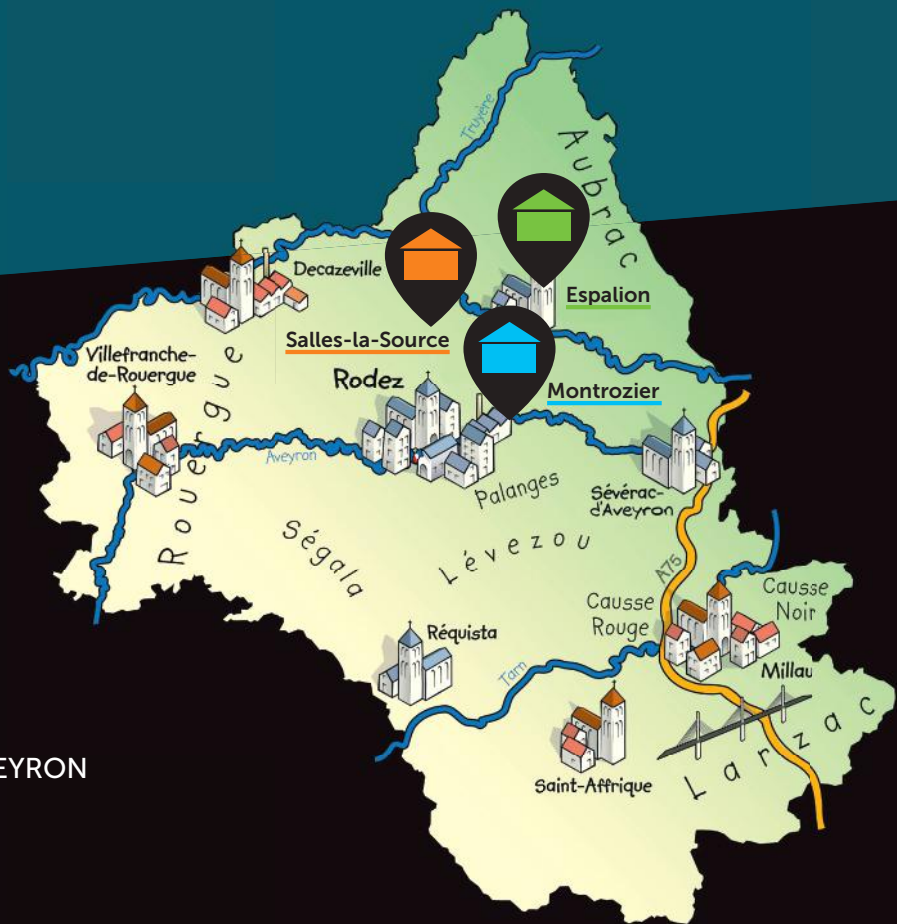 Truyère
Aubrac
Decazeville
Espalion
Salles-la-Source
Villefranche-
de-Rouergue
Rodez
Montrozier
Rouergue
Aveyron
Palanges
Sévérac-
d'Aveyron
Ségala
Lévezou
A75
Causse
Noir
Causse
Rouge
Réquista
Millau
Tarn
Larzac
Saint-Affrique
EYRON